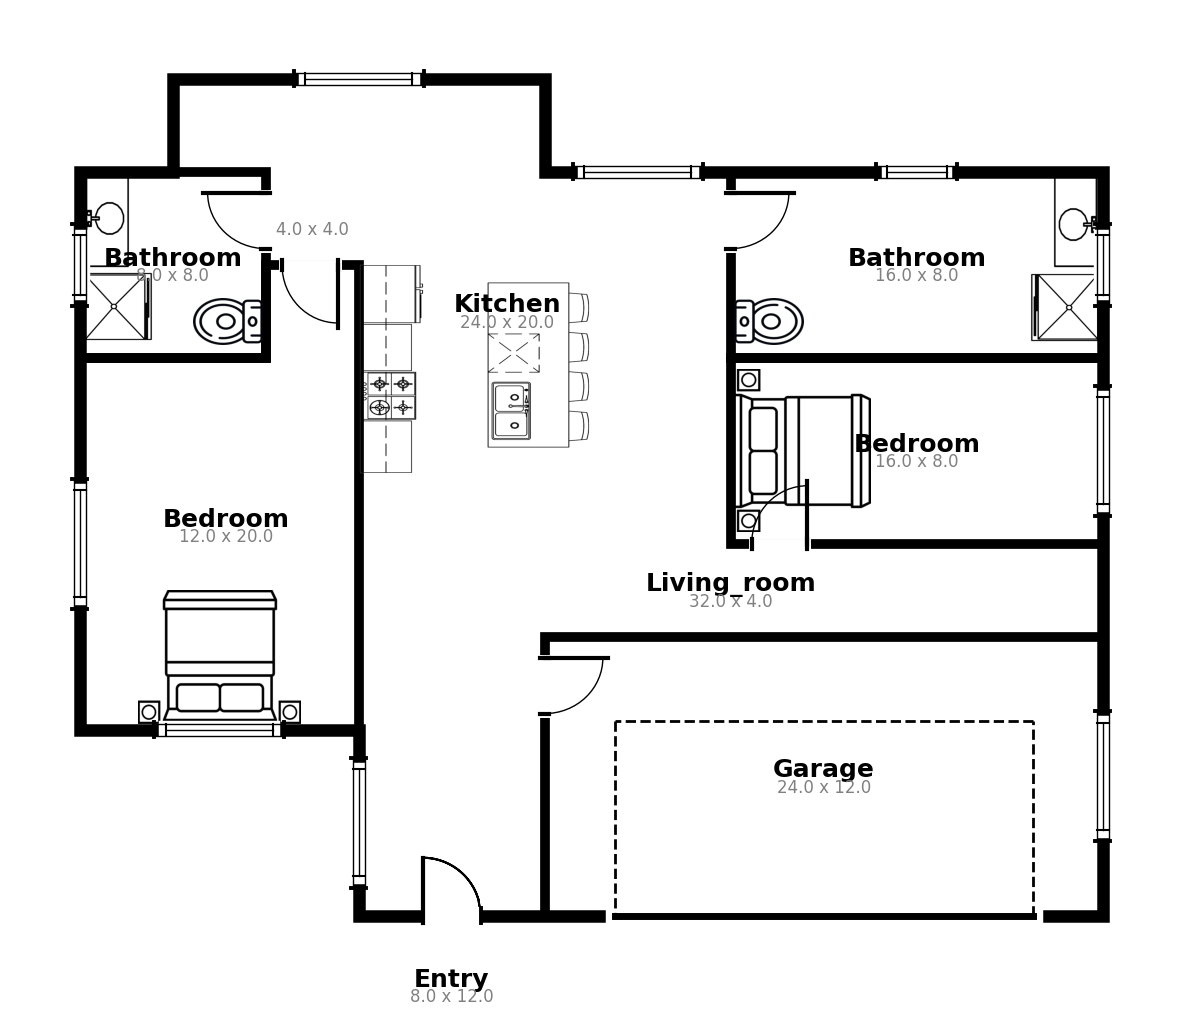 4.0 x 4.0
Bathroom
8.0 x 8.0
Bathroom
16.0 x 8.0
Kitchen
24.0 x 20.0
Bedroom
16.0 x 8.0
Bedroom
12.0 x 20.0
Living_room
32.0 x 4.0
Garage
24.0 x 12.0
Entry
8.0 x 12.0